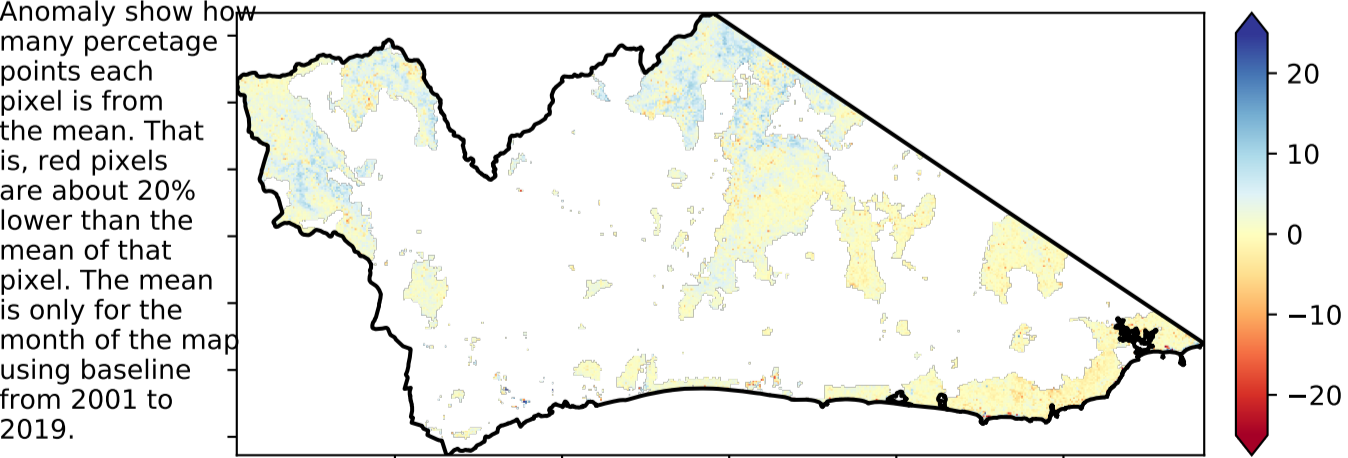 Anomaly show how
many percetage
points each
pixel is from
the mean. That
is, red pixels
are about 20%
lower than the
mean of that
pixel. The mean
is only for the
month of the map
using baseline
from 2001 to
2019.
20
10
0
−10
−20